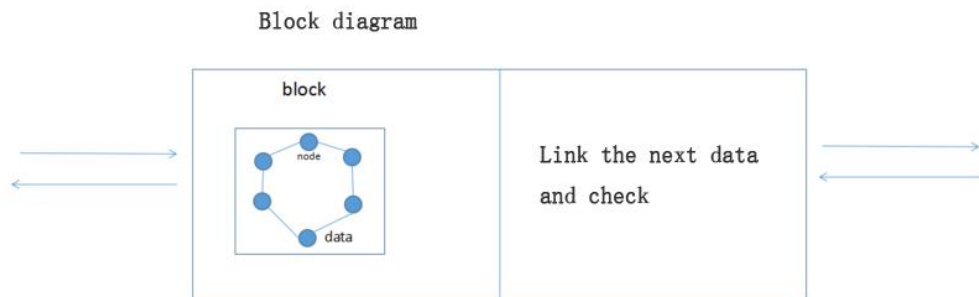 Block diagram
block
node
data
Link the next data
and check